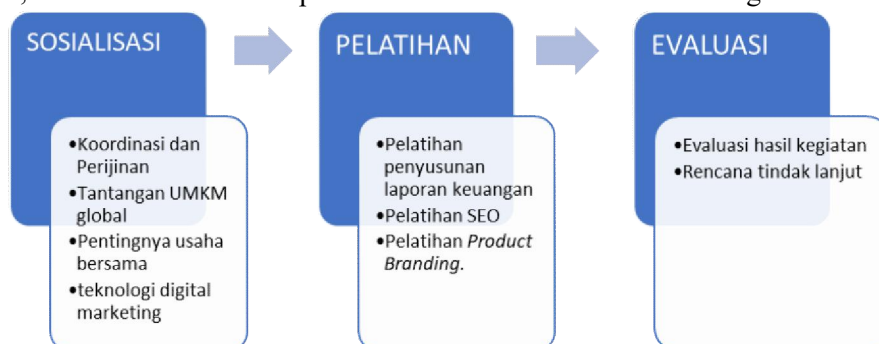 SOSIALISASI
•Koordinasi dan
Perijinan
•Tantangan UMKM
global
•Pentingnya usaha
bersama
•teknologi digital
marketing
PELATIHAN
•Pelatihan
penyusunan
laporan keuangan
•Pelatihan SEO
•Pelatihan Product
Branding.
EVALUASI
•Evaluasi hasil kegiatan
•Rencana tindak lanjut